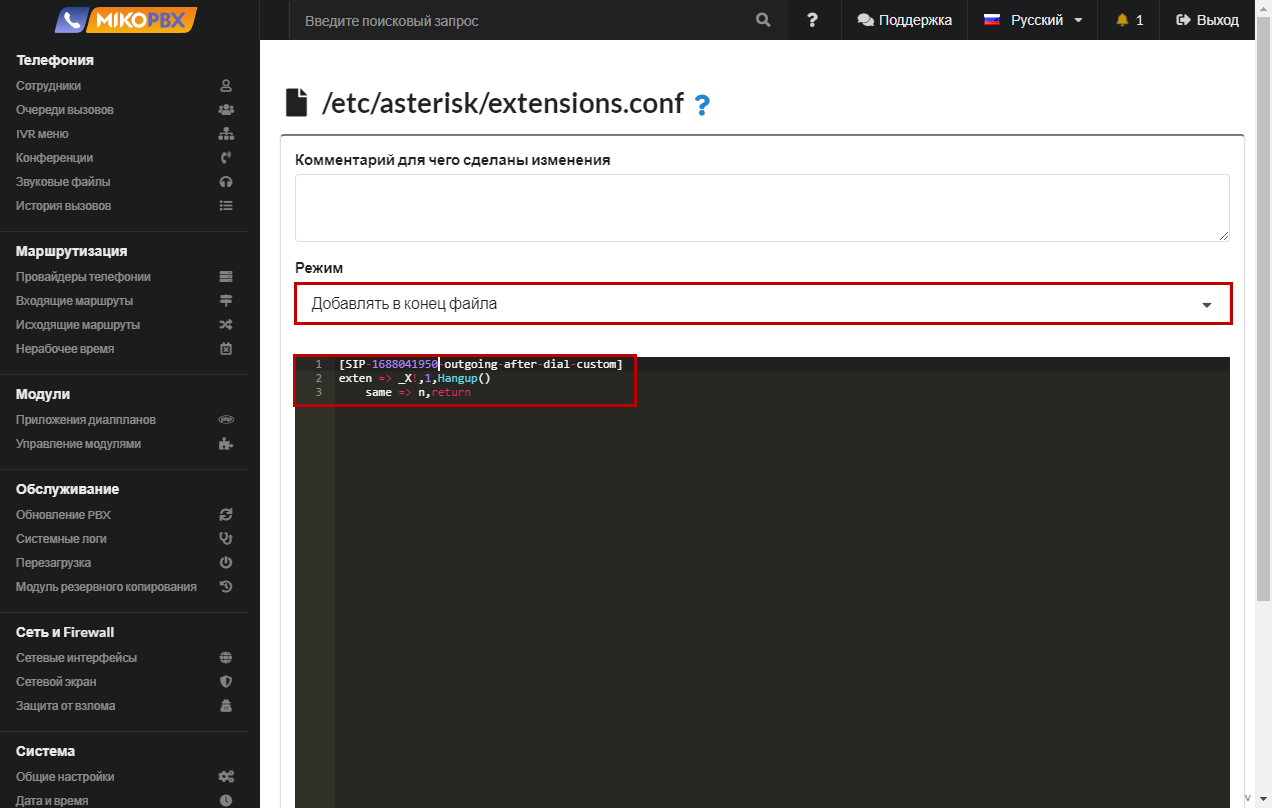 MIKOPBX
Введите поисковый запрос
?
Поддержка
Русский
1
Выход
Телефония
Сотрудники
Очереди вызовов
IVR меню
Конференции
Звуковые файлы
История вызовов
Маршрутизация
Провайдеры телефонии
Входящие маршруты
Исходящие маршруты
Нерабочее время
Модули
Приложения диалпланов
php
Управление модулями
Обслуживание
Обновление PBX
Системные логи
Перезагрузка
Модуль резервного копирования
Сеть и Firewall
Сетевые интерфейсы
Сетевой экран
Защита от взлома
Система
Общие настройки
Дата и время
/etc/asterisk/extensions.conf ?
Комментарий для чего сделаны изменения
Режим
Добавлять в конец файла
1 [SIP-1688041950-outgoing-after-dial-custom]
2 exten => _X!,1,Hangup()
3 same => n,return